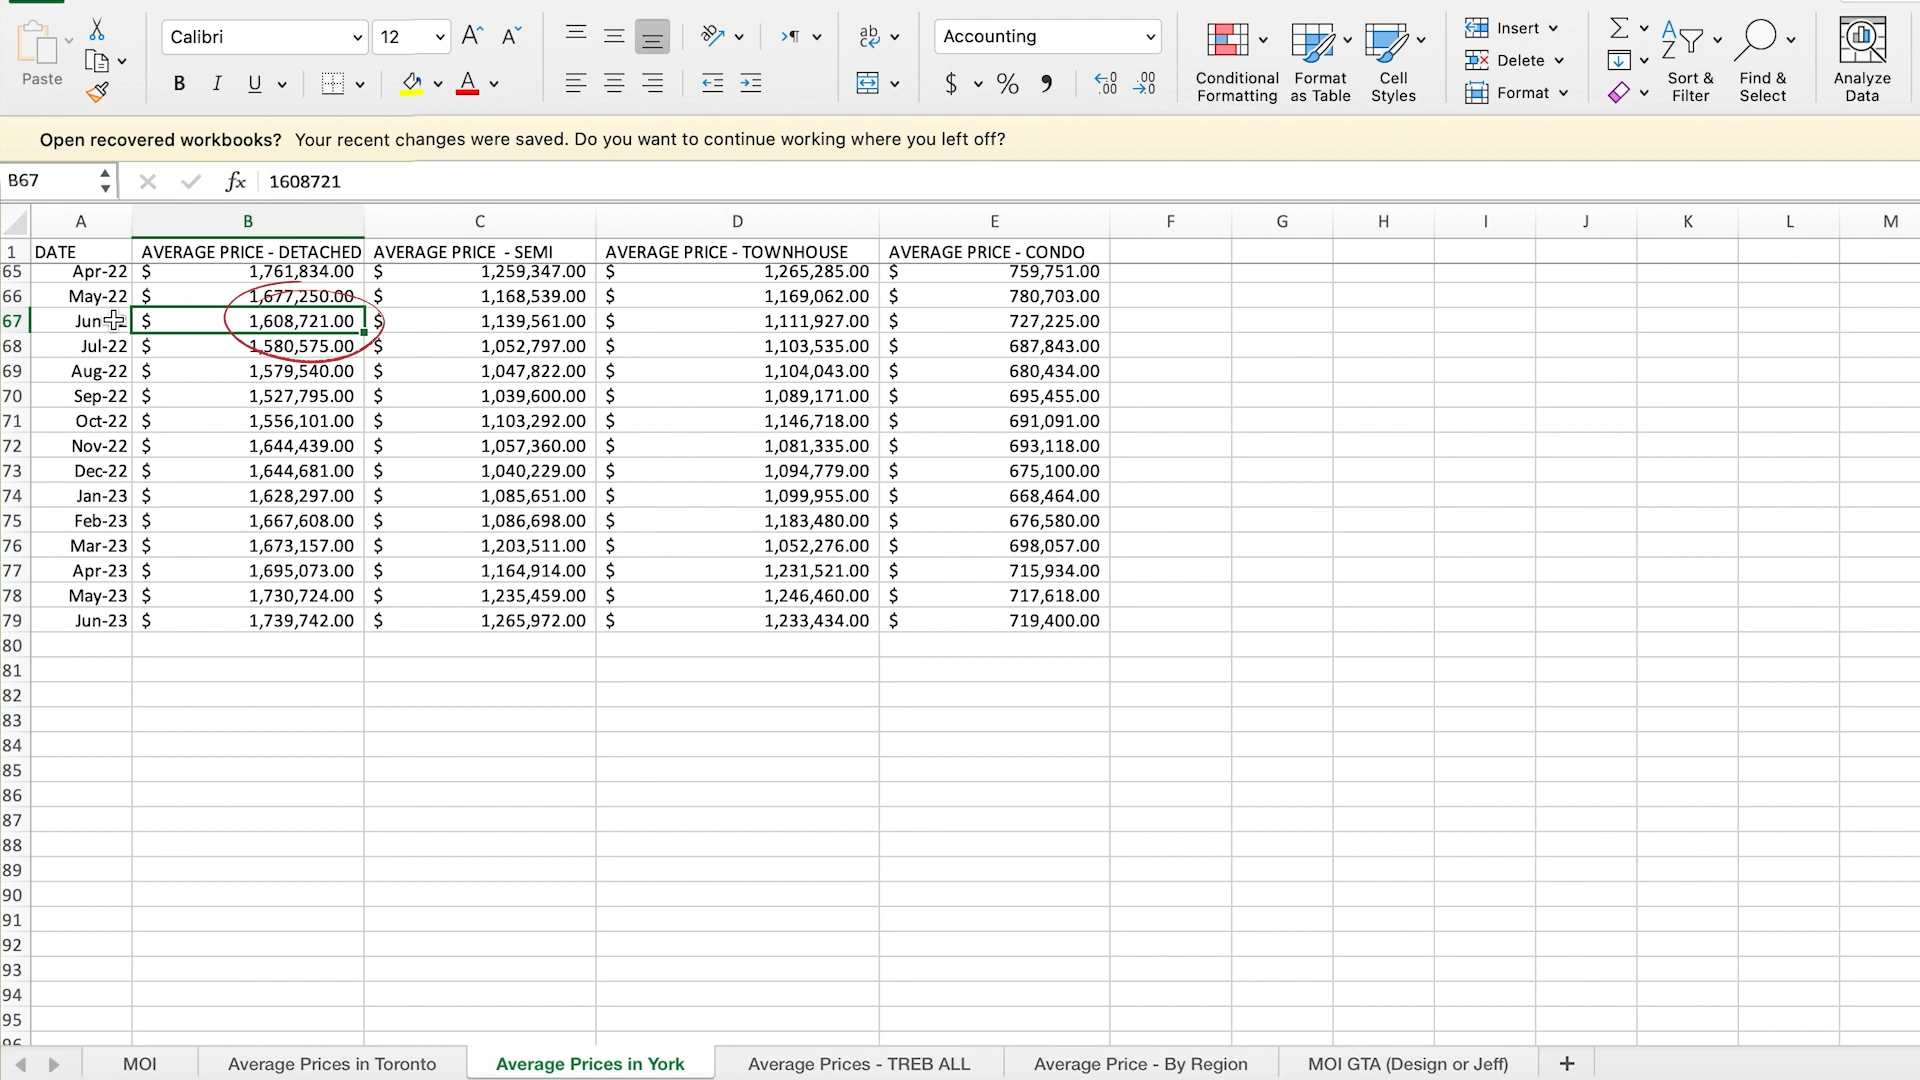 Calibri 12 Accounting Insert
Paste B I U $ % Conditional Formatting Format as Table Cell Styles Delete Format Sort & Filter Find & Select Analyze Data
Open recovered workbooks? Your recent changes were saved. Do you want to continue working where you left off?
B67 fx 1608721
A B C D E F G H I J K L M
1 DATE AVERAGE PRICE - DETACHED AVERAGE PRICE - SEMI AVERAGE PRICE - TOWNHOUSE AVERAGE PRICE - CONDO
65 Apr-22 $ 1,761,834.00 $ 1,259,347.00 $ 1,265,285.00 $ 759,751.00
66 May-22 $ 1,677,250.00 $ 1,168,539.00 $ 1,169,062.00 $ 780,703.00
67 Jun-22 $ 1,608,721.00 $ 1,139,561.00 $ 1,111,927.00 $ 727,225.00
68 Jul-22 $ 1,580,575.00 $ 1,052,797.00 $ 1,103,535.00 $ 687,843.00
69 Aug-22 $ 1,579,540.00 $ 1,047,822.00 $ 1,104,043.00 $ 680,434.00
70 Sep-22 $ 1,527,795.00 $ 1,039,600.00 $ 1,089,171.00 $ 695,455.00
71 Oct-22 $ 1,556,101.00 $ 1,103,292.00 $ 1,146,718.00 $ 691,091.00
72 Nov-22 $ 1,644,439.00 $ 1,057,360.00 $ 1,081,335.00 $ 693,118.00
73 Dec-22 $ 1,644,681.00 $ 1,040,229.00 $ 1,094,779.00 $ 675,100.00
74 Jan-23 $ 1,628,297.00 $ 1,085,651.00 $ 1,099,955.00 $ 668,464.00
75 Feb-23 $ 1,667,608.00 $ 1,086,698.00 $ 1,183,480.00 $ 676,580.00
76 Mar-23 $ 1,673,157.00 $ 1,203,511.00 $ 1,052,276.00 $ 698,057.00
77 Apr-23 $ 1,695,073.00 $ 1,164,914.00 $ 1,231,521.00 $ 715,934.00
78 May-23 $ 1,730,724.00 $ 1,235,459.00 $ 1,246,460.00 $ 717,618.00
79 Jun-23 $ 1,739,742.00 $ 1,265,972.00 $ 1,233,434.00 $ 719,400.00
80
81
82
83
84
85
86
87
88
89
90
91
92
93
94
95
96
MOI Average Prices in Toronto Average Prices in York Average Prices - TREB ALL Average Price - By Region MOI GTA (Design or Jeff) +